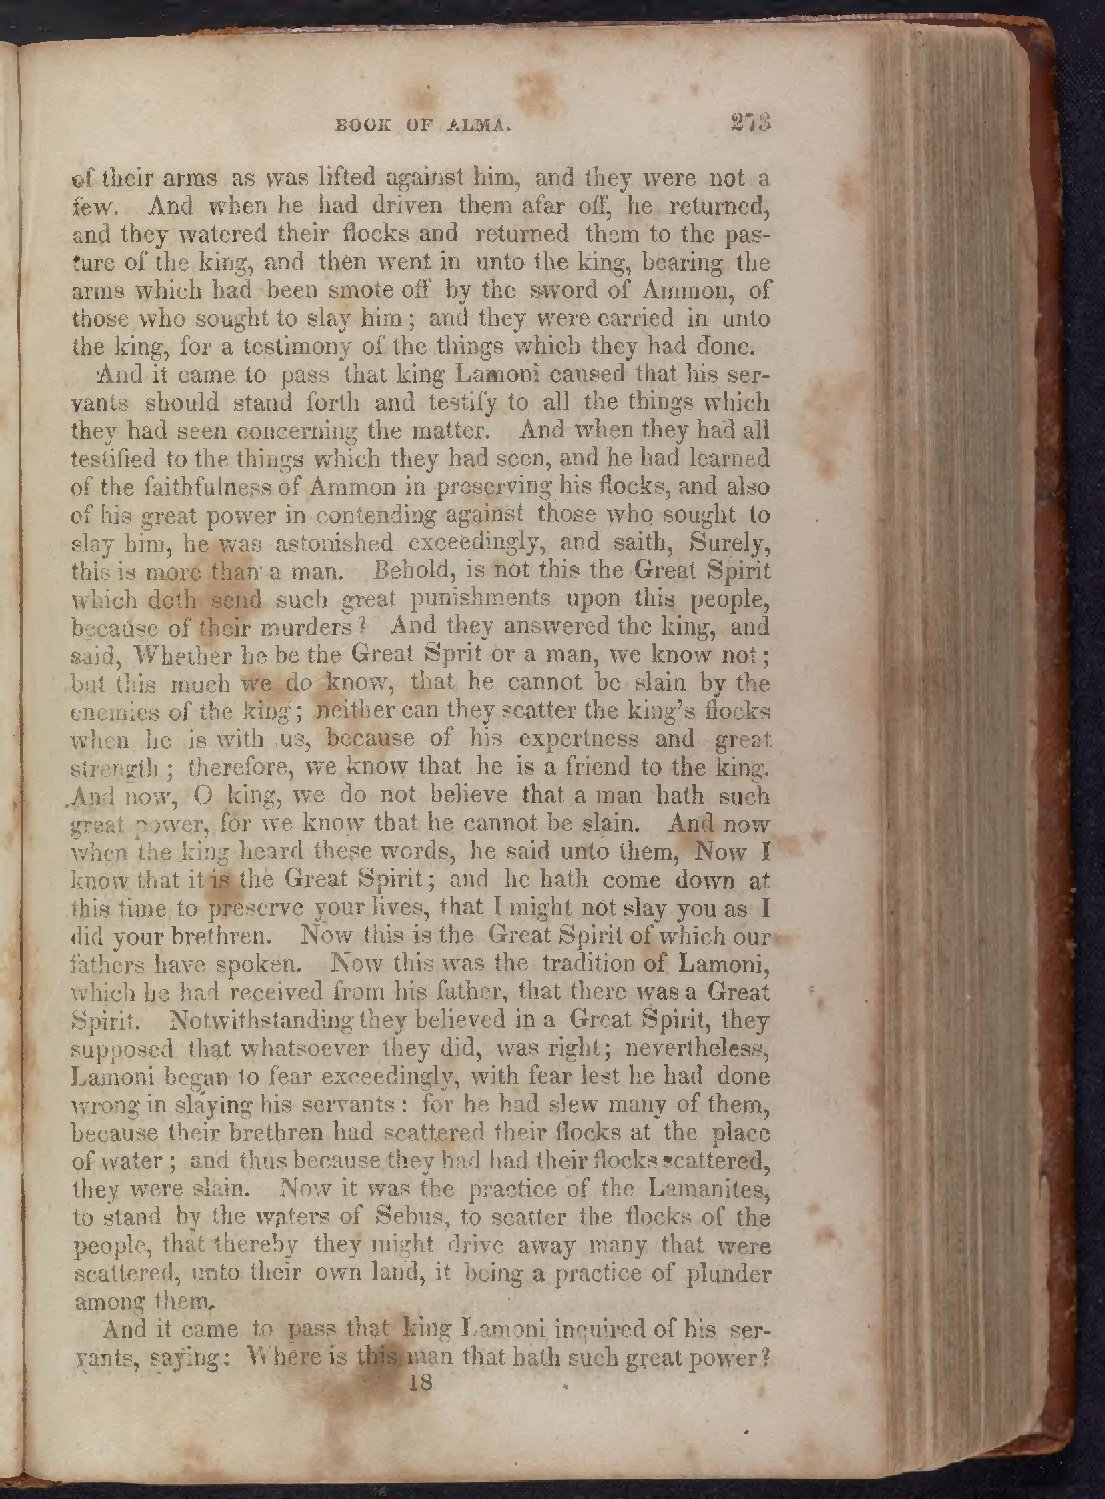 BOOK OF ALMA. 273
of their arms as was lifted against him, and they were not a
few. And when he had driven them afar off, he returned,
and they watered their flocks and returned them to the pas-
ture of the king, and then went in unto the king, bearing the
arms which had been smote off by the sword of Ammon, of
those who sought to slay him; and they were carried in unto
the king, for a testimony of the things which they had done.
And it came to pass that king Lamoni caused that his ser-
vants should stand forth and testify to all the things which
they had seen concerning the matter. And when they had all
testified to the things which they had seen, and he had learned
of the faithfulness of Ammon in preserving his flocks, and also
of his great power in contending against those who sought to
slay him, he was astonished exceedingly, and saith, Surely,
this is more than a man. Behold, is not this the Great Spirit
which doth send such great punishments upon this people,
because of their murders? And they answered the king, and
said, Whether he be the Great Sprit or a man, we know not;
but this much we do know, that he cannot be slain by the
enemies of the king; neither can they scatter the king's flocks
when he is with us, because of his expertness and great
strength; therefore, we know that he is a friend to the king.
And now, O king, we do not believe that a man hath such
great power, for we know that he cannot be slain. And now
when the king heard these words, he said unto them, Now I
know that it is the Great Spirit; and he hath come down at
this time to preserve your lives, that I might not slay you as I
did your brethren. Now this is the Great Spirit of which our
fathers have spoken. Now this was the tradition of Lamoni,
which he had received from his father, that there was a Great
Spirit. Notwithstanding they believed in a Great Spirit, they
supposed that whatsoever they did, was right; nevertheless,
Lamoni began to fear exceedingly, with fear lest he had done
wrong in slaying his servants: for he had slew many of them,
because their brethren had scattered their flocks at the place
of water; and thus because they had had their flocks scattered,
they were slain. Now it was the practice of the Lamanites,
to stand by the waters of Sebus, to scatter the flocks of the
people, that thereby they might drive away many that were
scattered, unto their own land, it being a practice of plunder
among them.
And it came to pass that king Lamoni inquired of his ser-
vants, saying: Where is this man that hath such great power?
18